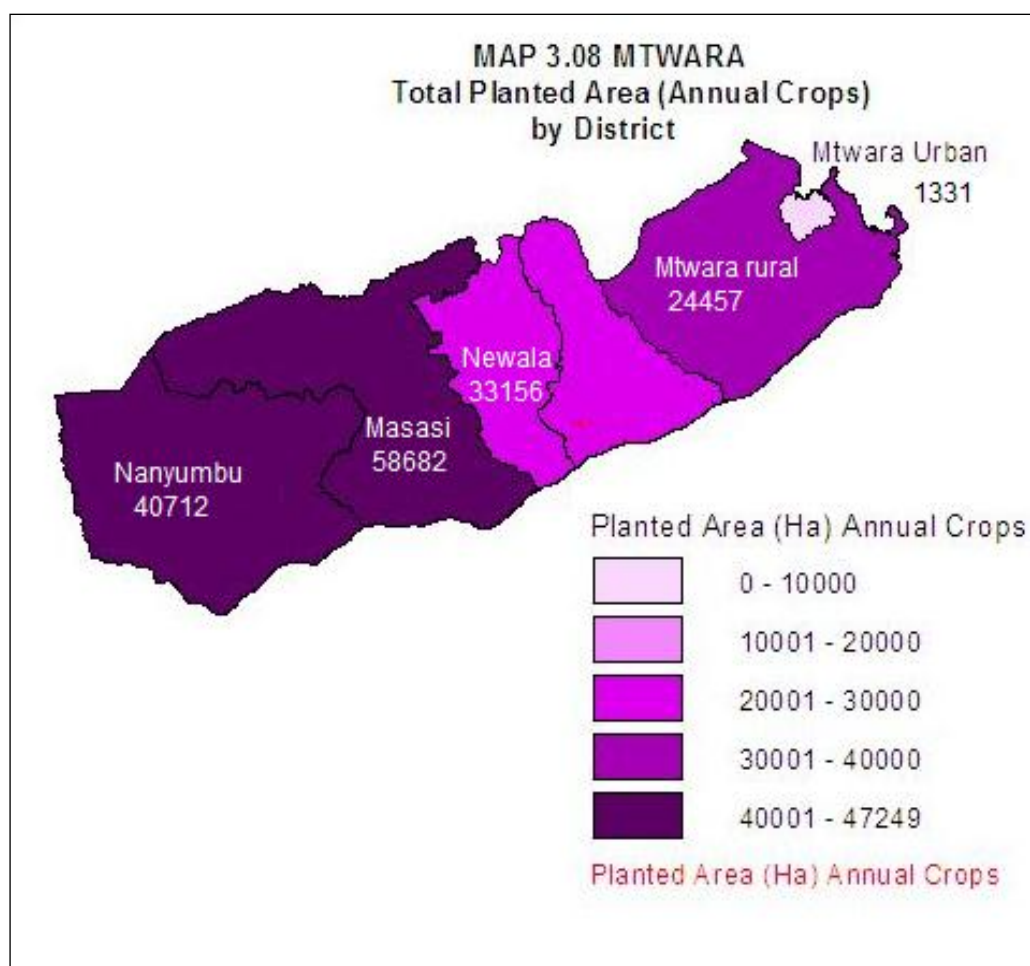 MAP 3.08 MTWARA
Total Planted Area (Annual Crops)
by District
Mtwara Urban
1331
Mtwara rural
24457
Newala
33156
Masasi
58682
Nanyumbu
40712
Planted Area (Ha) Annual Crops
0 - 10000
10001 - 20000
20001 - 30000
30001 - 40000
40001 - 47249
Planted Area (Ha) Annual Crops